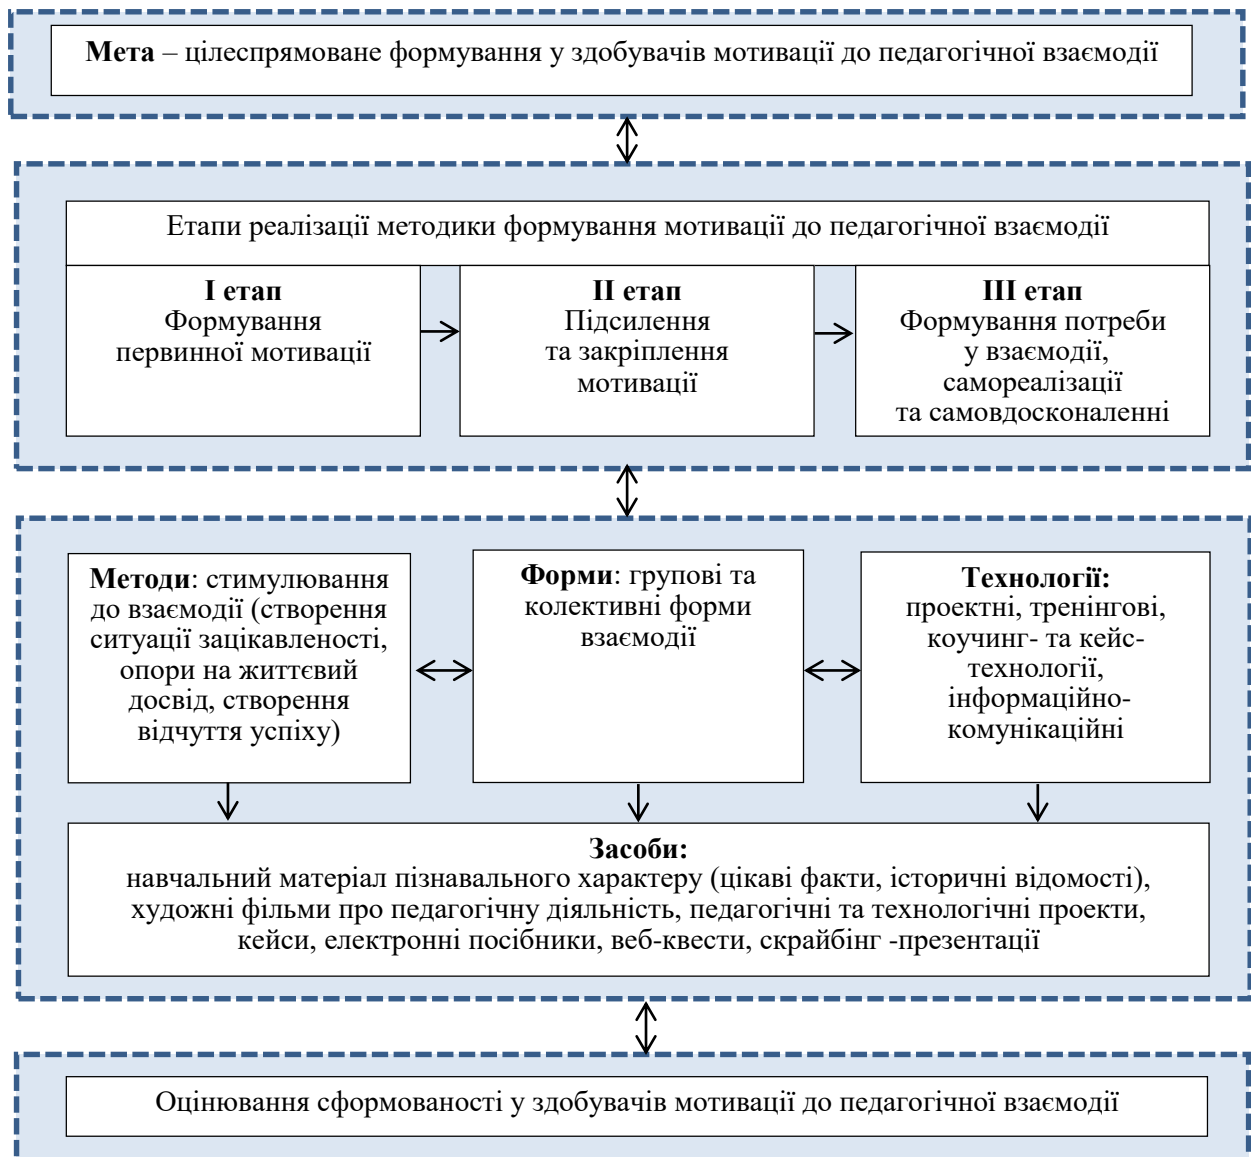 Мета – цілеспрямоване формування у здобувачів мотивації до педагогічної взаємодії
Етапи реалізації методики формування мотивації до педагогічної взаємодії
І етап
Формування
первинної мотивації
ІІ етап
Підсилення
та закріплення
мотивації
ІІІ етап
Формування потреби
у взаємодії,
самореалізації
та самовдосконаленні
Методи: стимулювання
до взаємодії (створення
ситуації зацікавленості,
опори на життєвий
досвід, створення
відчуття успіху)
Форми: групові та
колективні форми
взаємодії
Технології:
проектні, тренінгові,
коучинг- та кейс-
технології,
інформаційно-
комунікаційні
Засоби:
навчальний матеріал пізнавального характеру (цікаві факти, історичні відомості),
художні фільми про педагогічну діяльність, педагогічні та технологічні проекти,
кейси, електронні посібники, веб-квести, скрайбінг -презентації
Оцінювання сформованості у здобувачів мотивації до педагогічної взаємодії